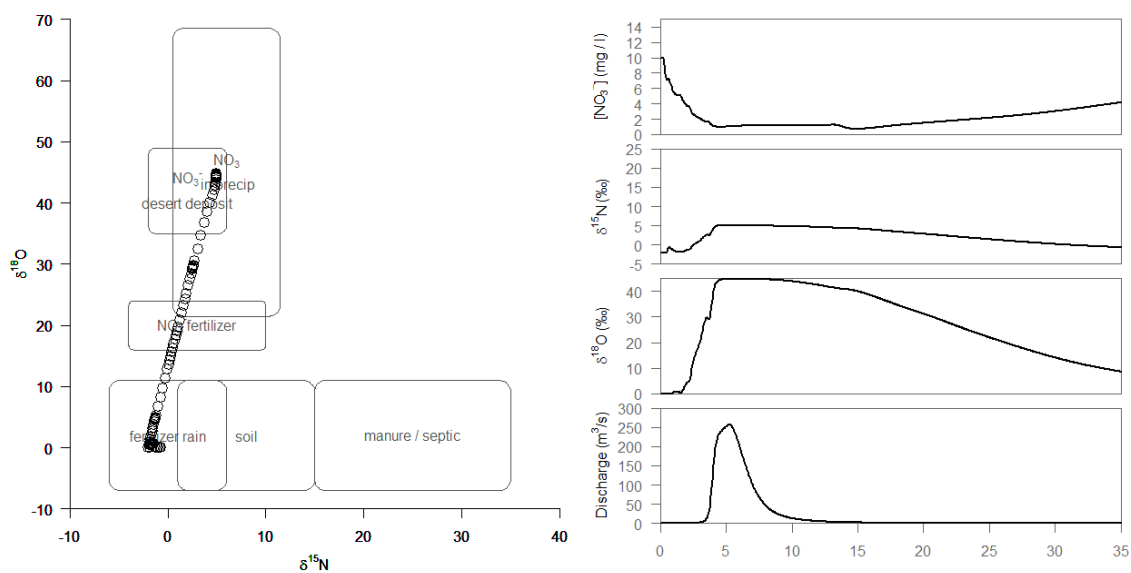 70
60
50
40
30
20
10
0
-10
δ¹⁸O
NO₃
NO₃⁻ in precip
desert deposit
NO₃ fertilizer
fertilizer rain
soil
manure / septic
-10 0 10 20 30 40
δ¹⁵N
14
12
10
8
6
4
2
0
[NO₃⁻] (mg / l)
25
20
15
10
5
0
-5
δ¹⁵N (‰)
40
30
20
10
0
δ¹⁸O (‰)
300
250
200
150
100
50
0
Discharge (m³/s)
0 5 10 15 20 25 30 35